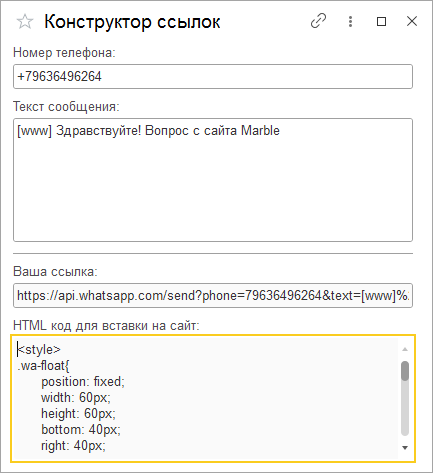 Конструктор ссылок
Номер телефона:
+79636496264
Текст сообщения:
[www] Здравствуйте! Вопрос с сайта Marble
Ваша ссылка:
https://api.whatsapp.com/send?phone=79636496264&text=[www]%
HTML код для вставки на сайт:
<style>
.wa-float{
position: fixed;
width: 60px;
height: 60px;
bottom: 40px;
right: 40px;